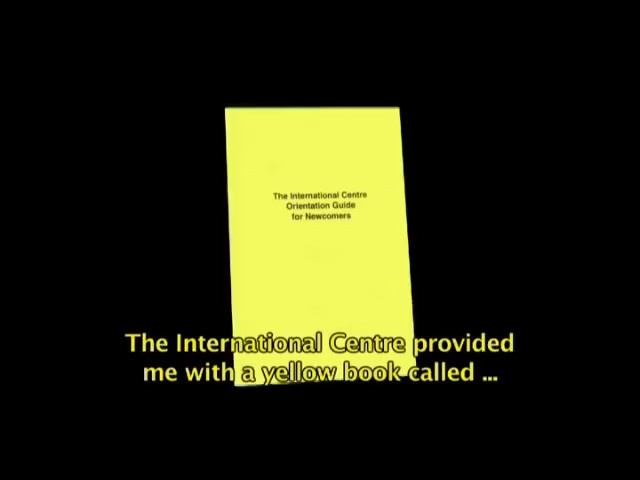 The International Centre
Orientation Guide
for Newcomers
The International Centre provided
me with a yellow book called ...